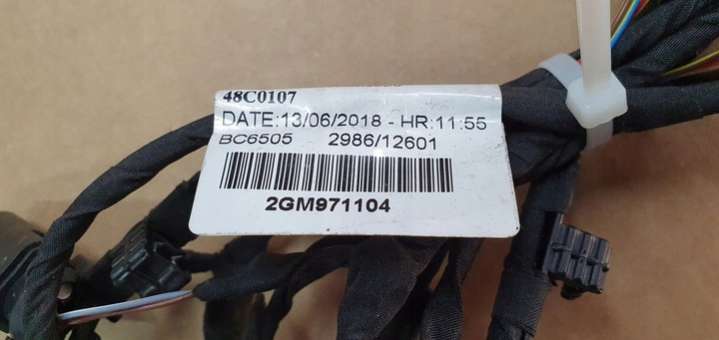 48C0107
DATE:13/06/2018 - HR:11:55
BC6505 2986/12601
2GM971104